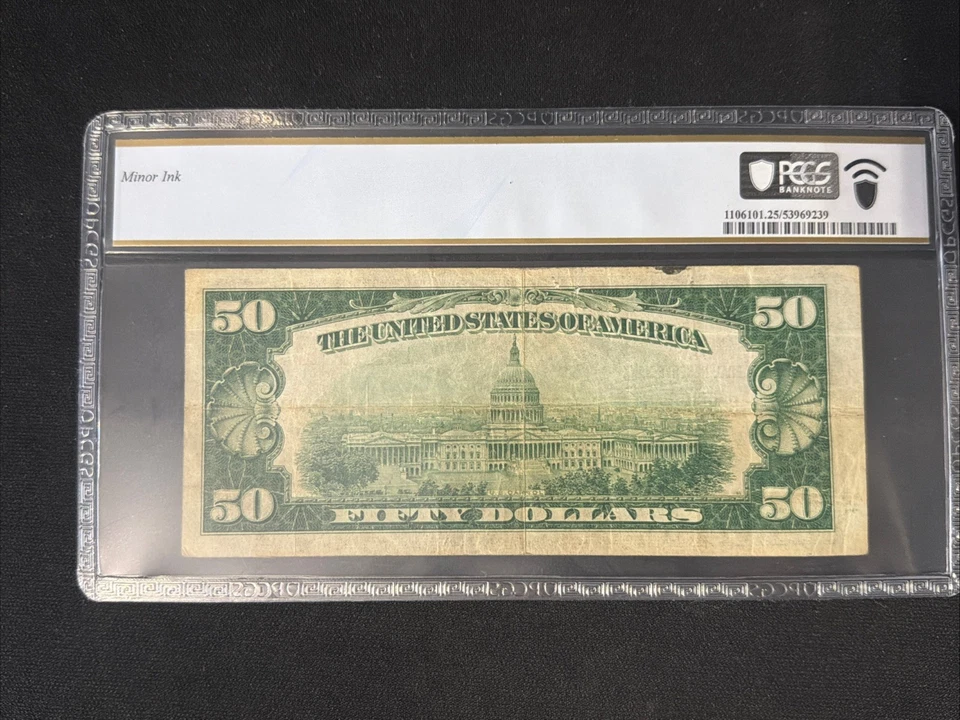 Minor Ink
PCGS
BANKNOTE
1106101.25/53969239
50 50
THE UNITED STATES OF AMERICA
50 50
FIFTY DOLLARS